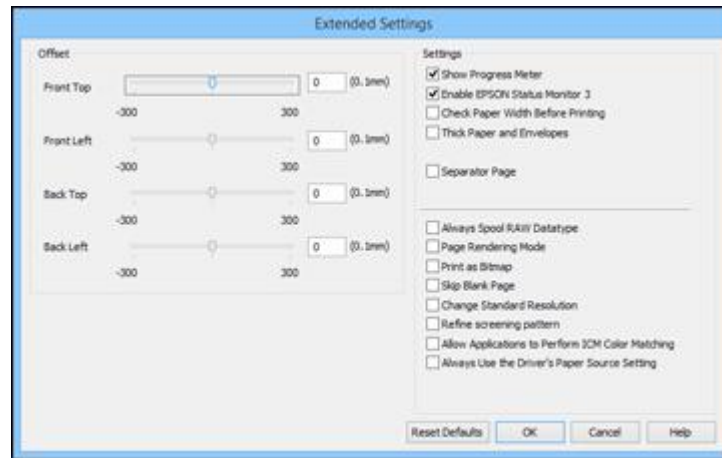 Extended Settings
Offset
Front Top
0
(0.1mm)
-300
300
Front Left
0
(0.1mm)
-300
300
Back Top
0
(0.1mm)
-300
300
Back Left
0
(0.1mm)
-300
300
Settings
Show Progress Meter
Enable EPSON Status Monitor 3
Check Paper Width Before Printing
Thick Paper and Envelopes
Separator Page
Always Spool RAW Datatype
Page Rendering Mode
Print as Bitmap
Skip Blank Page
Change Standard Resolution
Refine screening pattern
Allow Applications to Perform ICM Color Matching
Always Use the Driver's Paper Source Setting
Reset Defaults
OK
Cancel
Help